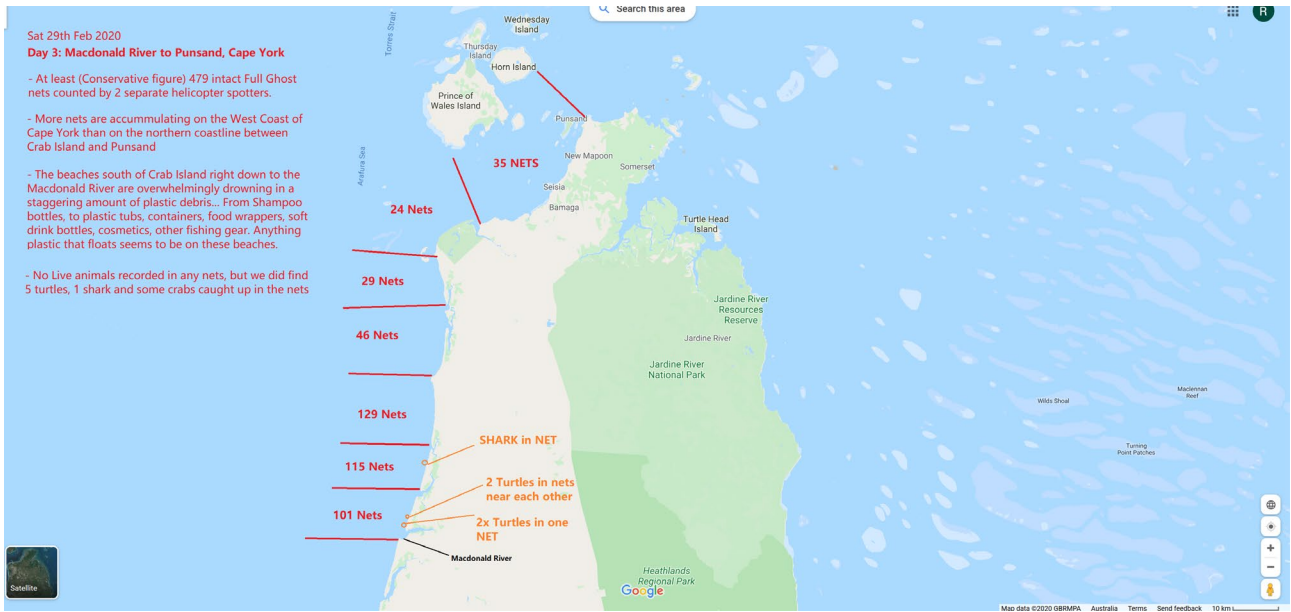 Search this area
R
Sat 29th Feb 2020
Day 3: Macdonald River to Punsand, Cape York
- At least (Conservative figure) 479 intact Full Ghost
nets counted by 2 separate helicopter spotters.
- More nets are accummulating on the West Coast of
Cape York than on the northern coastline between
Crab Island and Punsand
- The beaches south of Crab Island right down to the
Macdonald River are overwhelmingly drowning in a
staggering amount of plastic debris... From Shampoo
bottles, to plastic tubs, containers, food wrappers, soft
drink bottles, cosmetics, other fishing gear. Anything
plastic that floats seems to be on these beaches.
- No Live animals recorded in any nets, but we did find
5 turtles, 1 shark and some crabs caught up in the nets
Torres Strait
Wednesday
Island
Thursday
Island
Horn Island
Prince of
Wales Island
Punsand
Arafura Sea
35 NETS
New Mapoon
Somerset
Seisia
Bamaga
24 Nets
Turtle Head
Island
29 Nets
46 Nets
Jardine River
Resources
Reserve
Jardine River
Jardine River
National Park
Maclennan
Reef
Wilds Shoal
129 Nets
SHARK in NET
Turning
Point Patches
115 Nets
2 Turtles in nets
near each other
101 Nets
2x Turtles in one
NET
Macdonald River
Heathlands
Regional Park
Google
Satellite
Map data ©2020 GBRMPA Australia Terms Send feedback 10 km